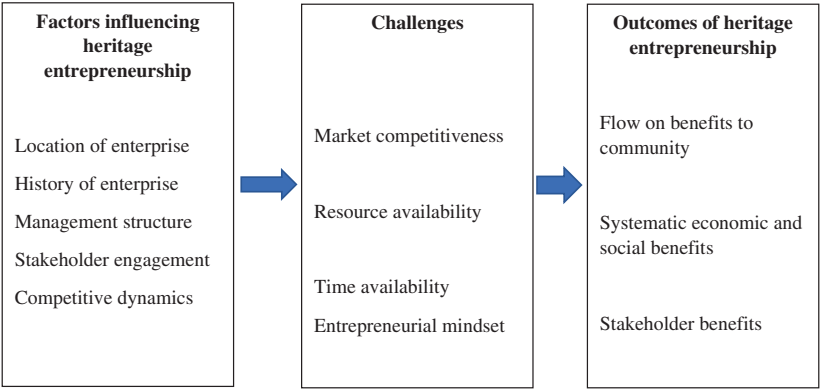 Factors influencing
heritage
entrepreneurship
Location of enterprise
History of enterprise
Management structure
Stakeholder engagement
Competitive dynamics
Challenges
Market competitiveness
Resource availability
Time availability
Entrepreneurial mindset
Outcomes of heritage
entrepreneurship
Flow on benefits to
community
Systematic economic and
social benefits
Stakeholder benefits